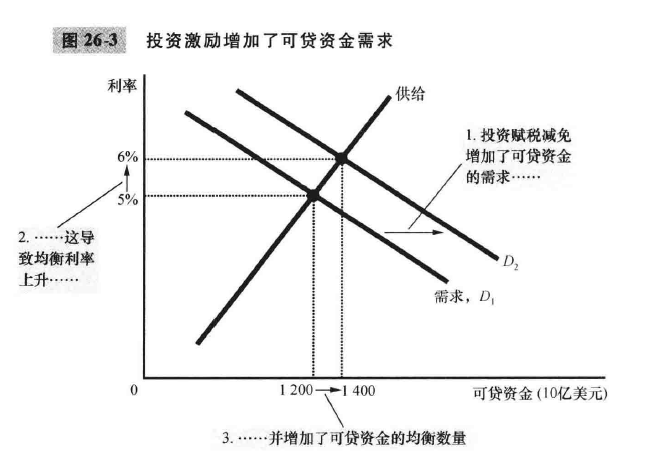 图 26-3 投资激励增加了可贷资金需求
利率
供给
1. 投资赋税减免
增加了可贷资金
的需求……
6%
5%
2. ……这导
致均衡利率
上升……
D₂
需求，D₁
0
1 200
1 400
可贷资金 (10亿美元)
3. ……并增加了可贷资金的均衡数量